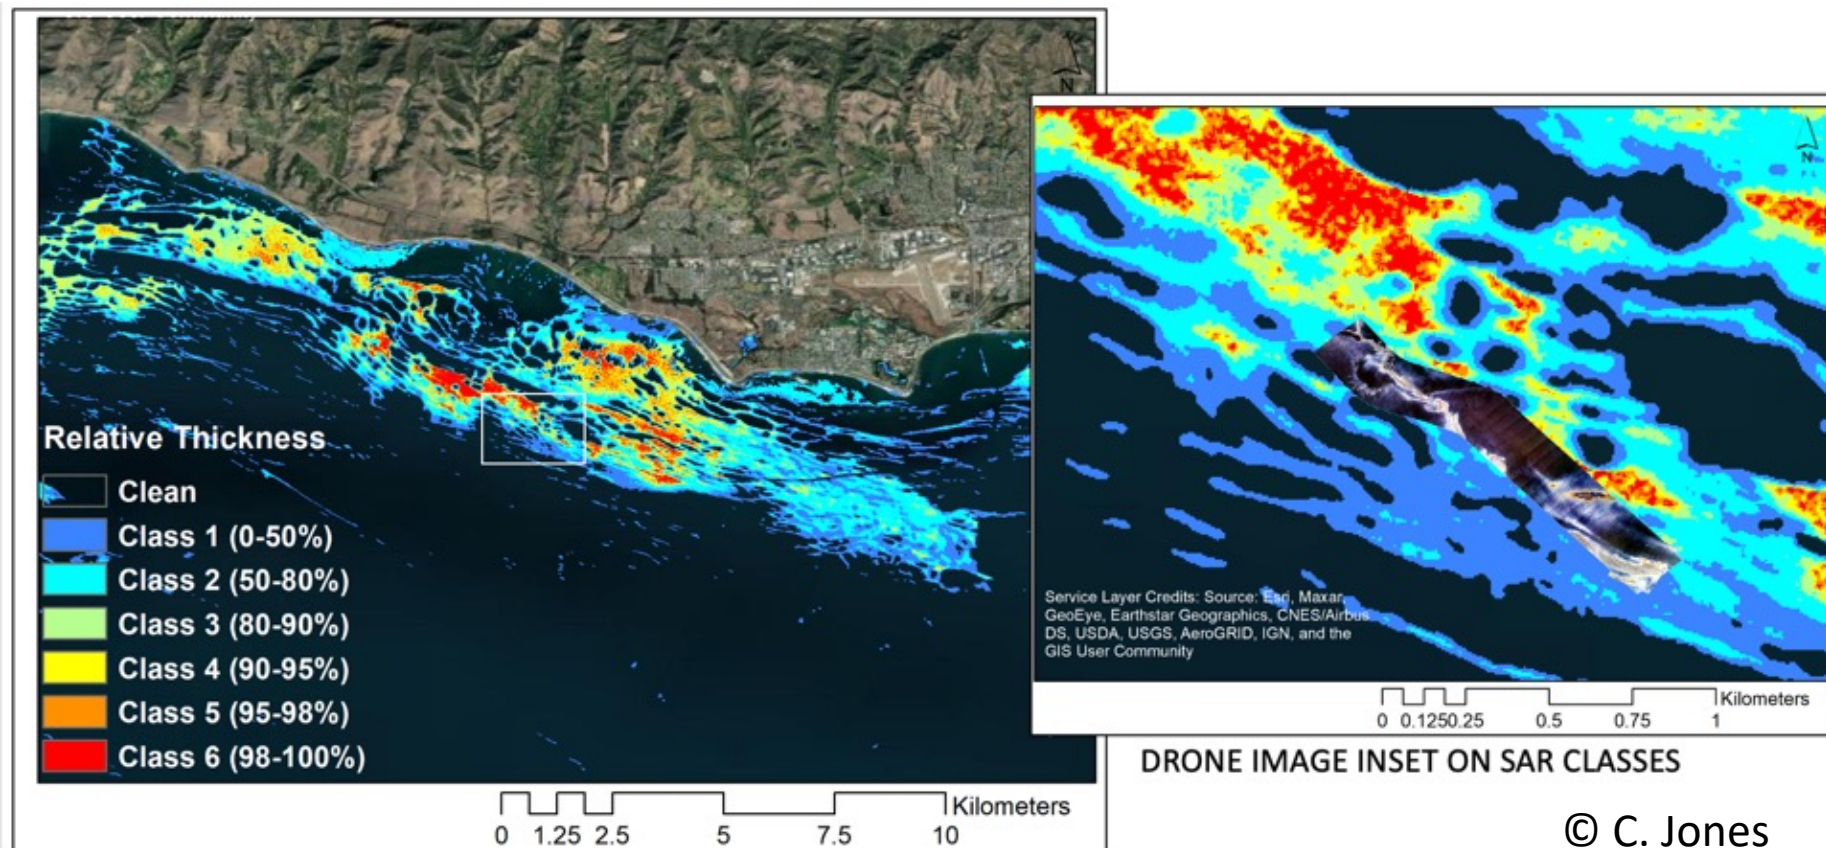 N
Relative Thickness
Clean
Class 1 (0-50%)
Class 2 (50-80%)
Class 3 (80-90%)
Class 4 (90-95%)
Class 5 (95-98%)
Class 6 (98-100%)
Kilometers
0 1.25 2.5 5 7.5 10
N
Service Layer Credits: Source: Esri, Maxar,
GeoEye, Earthstar Geographics, CNES/Airbus
DS, USDA, USGS, AeroGRID, IGN, and the
GIS User Community
Kilometers
0 0.125 0.25 0.5 0.75 1
DRONE IMAGE INSET ON SAR CLASSES
© C. Jones